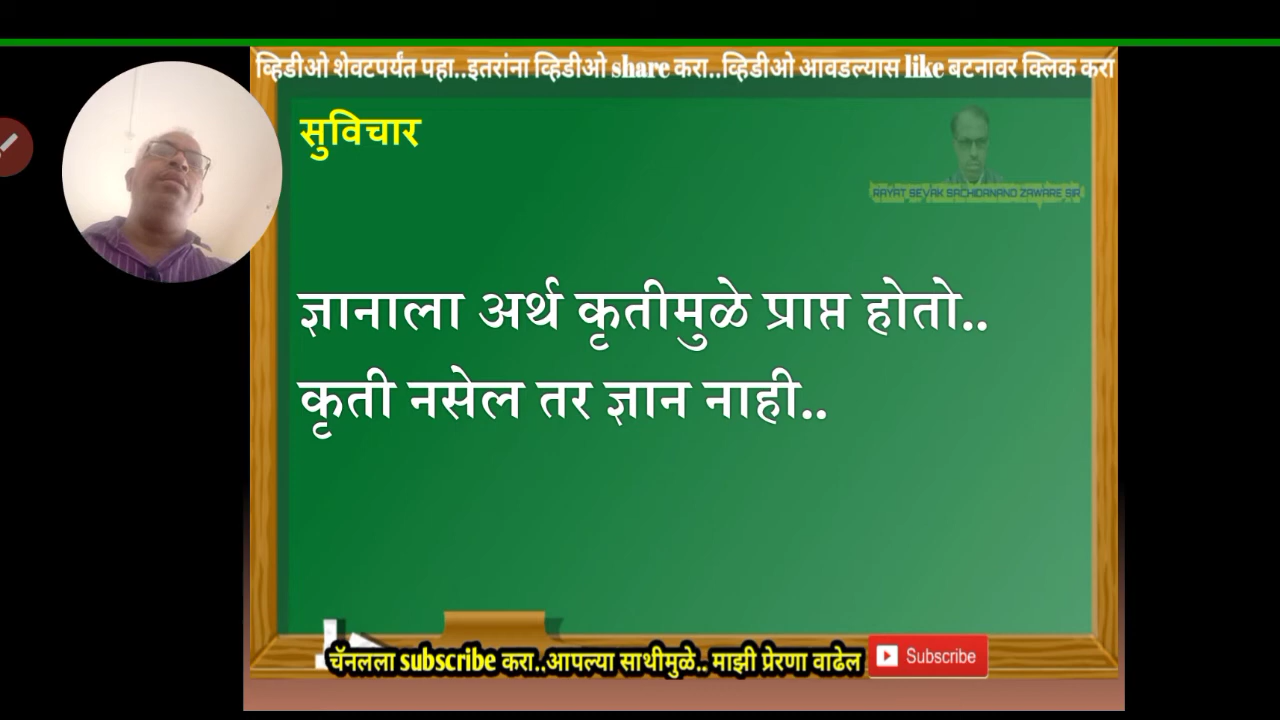 व्हिडीओ शेवटपर्यंत पहा..इतरांना व्हिडीओ share करा..व्हिडीओ आवडल्यास like बटनावर क्लिक करा
सुविचार
RAYAT SEVAK SACHIDANAND ZAWARE SIR
ज्ञानाला अर्थ कृतीमुळे प्राप्त होतो..
कृती नसेल तर ज्ञान नाही..
चॅनलला subscribe करा..आपल्या साथीमुळे.. माझी प्रेरणा वाढेल
Subscribe